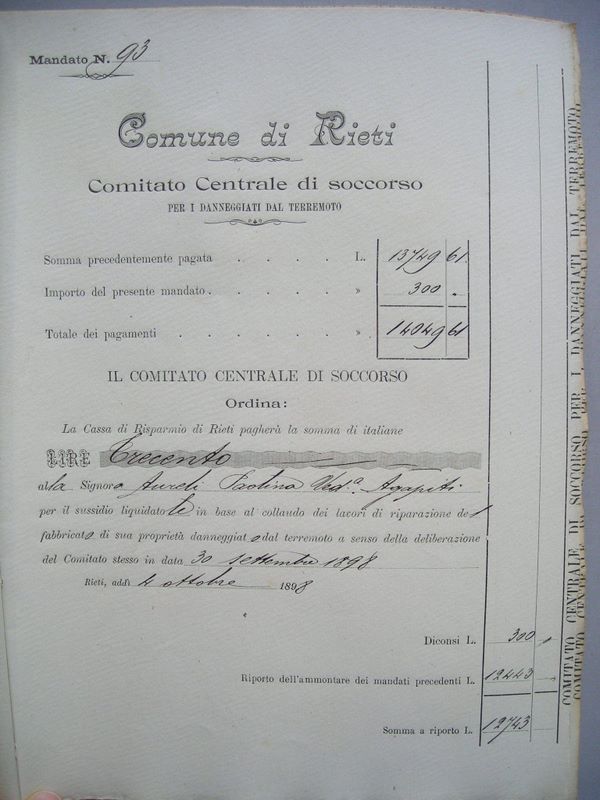 Mandato N. 93
Comune di Rieti
Comitato Centrale di soccorso
PER I DANNEGGIATI DAL TERREMOTO
Somma precedentemente pagata . . . . L. 13749 61.
Importo del presente mandato . . . . . » 300 .
Totale dei pagamenti . . . . . . » 14049 61
IL COMITATO CENTRALE DI SOCCORSO
Ordina:
La Cassa di Risparmio di Rieti pagherà la somma di italiane
LIRE Trecento
alla Signora Aureli Paolina Ved.ª Agapiti
per il sussidio liquidatole in base al collaudo dei lavori di riparazione del
fabbricato di sua proprietà danneggiato dal terremoto a senso della deliberazione
del Comitato stesso in data 30 settembre 1898
Rieti, addì 4 ottobre 1898
Diconsi L. 300 „
Riporto dell'ammontare dei mandati precedenti L. 12443
Somma a riporto L. 12743
COMITATO CENTRALE DI SOCCORSO PER I DANNEGGIATI DAL TERREMOTO